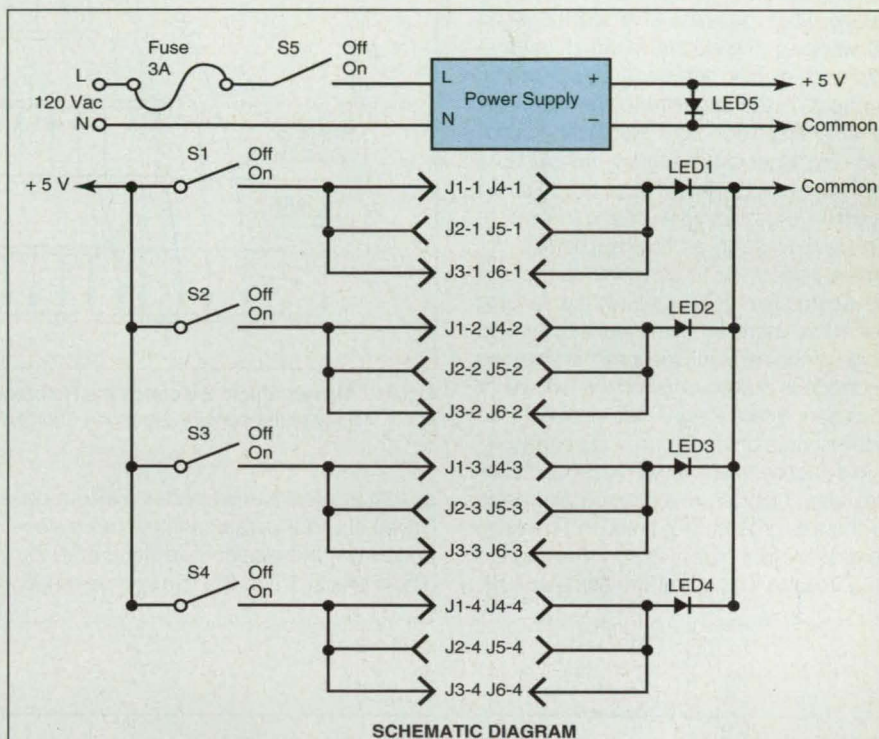 Fuse
3A
S5
Off
On
L
120 Vac
N
L
N
Power Supply
+
–
+ 5 V
LED5
Common
+ 5 V
S1
Off
On
J1-1 J4-1
LED1
Common
J2-1 J5-1
J3-1 J6-1
S2
Off
On
J1-2 J4-2
LED2
J2-2 J5-2
J3-2 J6-2
S3
Off
On
J1-3 J4-3
LED3
J2-3 J5-3
J3-3 J6-3
S4
Off
On
J1-4 J4-4
LED4
J2-4 J5-4
J3-4 J6-4
SCHEMATIC DIAGRAM